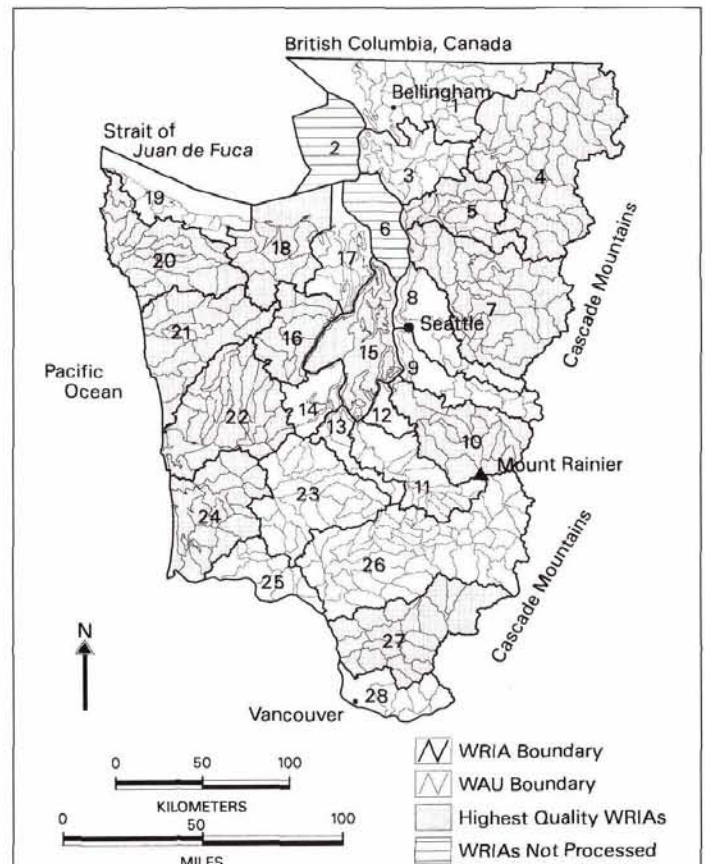 British Columbia, Canada
Bellingham
1
Strait of
Juan de Fuca
2
3
4
19
5
6
18
17
20
7
8
Cascade Mountains
21
16
Seattle
15
Pacific
Ocean
9
22
14
12
13
10
Mount Rainier
23
11
24
26
25
Cascade Mountains
N
27
28
Vancouver
0 50 100
KILOMETERS
0 50 100
MILES
WRIA Boundary
WAU Boundary
Highest Quality WRIAs
WRIAs Not Processed